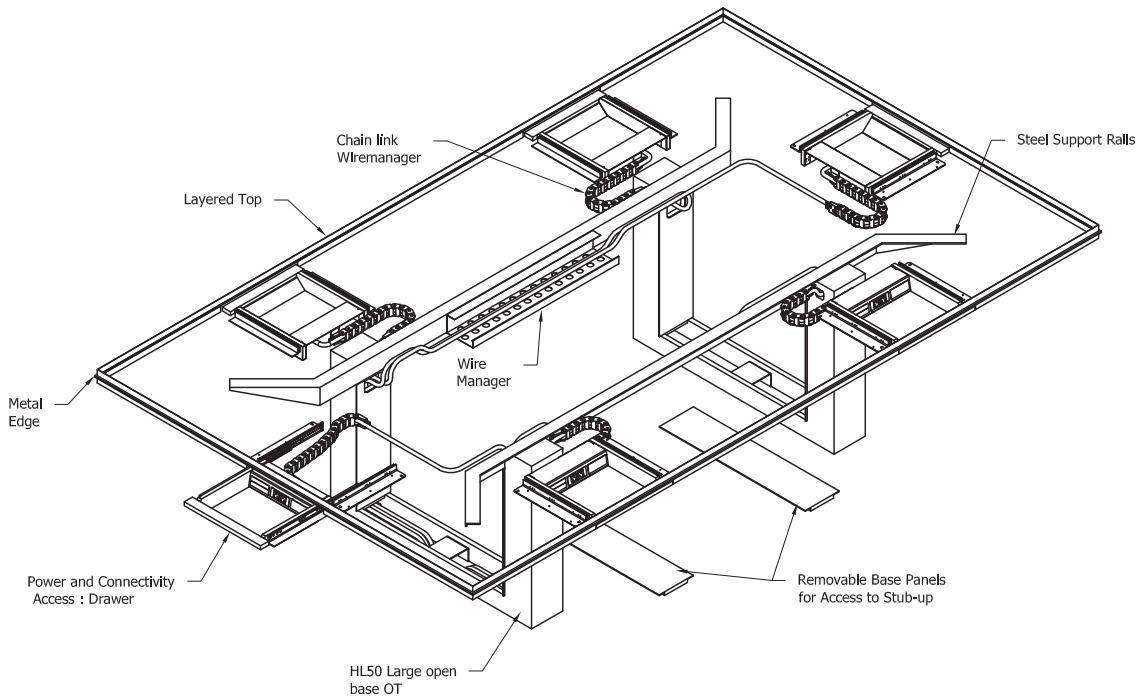 Chain link
Wiremanager
Steel Support Rails
Layered Top
Wire
Manager
Metal
Edge
Power and Connectivity
Access : Drawer
Removable Base Panels
for Access to Stub-up
HL50 Large open
base OT